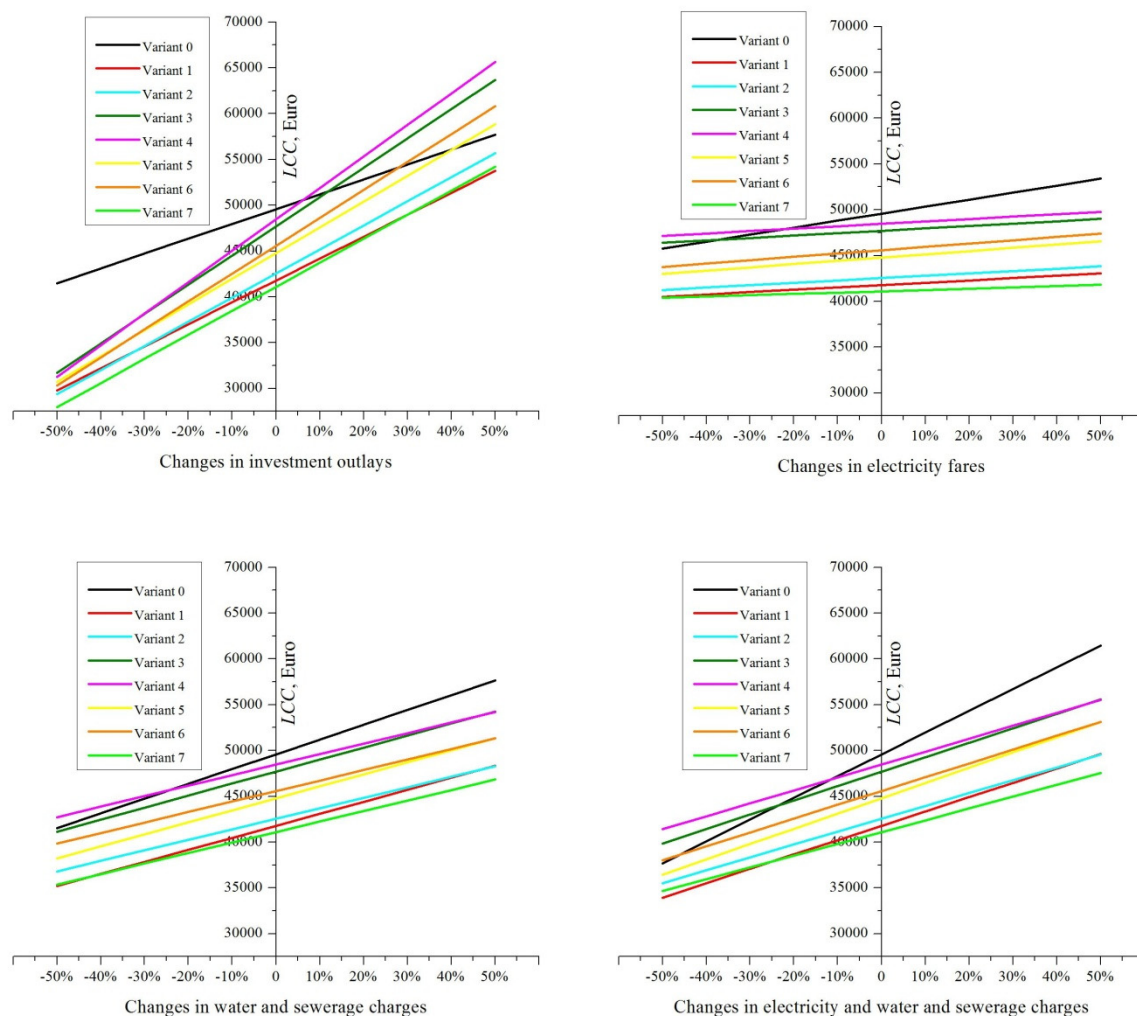 70000
65000
60000
55000
50000
45000
40000
35000
30000
LCC, Euro
Variant 0
Variant 1
Variant 2
Variant 3
Variant 4
Variant 5
Variant 6
Variant 7
-50% -40% -30% -20% -10% 0 10% 20% 30% 40% 50%
Changes in investment outlays
70000
65000
60000
55000
50000
45000
40000
35000
30000
LCC, Euro
Variant 0
Variant 1
Variant 2
Variant 3
Variant 4
Variant 5
Variant 6
Variant 7
-50% -40% -30% -20% -10% 0 10% 20% 30% 40% 50%
Changes in electricity fares
70000
65000
60000
55000
50000
45000
40000
35000
30000
LCC, Euro
Variant 0
Variant 1
Variant 2
Variant 3
Variant 4
Variant 5
Variant 6
Variant 7
-50% -40% -30% -20% -10% 0 10% 20% 30% 40% 50%
Changes in water and sewerage charges
70000
65000
60000
55000
50000
45000
40000
35000
30000
LCC, Euro
Variant 0
Variant 1
Variant 2
Variant 3
Variant 4
Variant 5
Variant 6
Variant 7
-50% -40% -30% -20% -10% 0 10% 20% 30% 40% 50%
Changes in electricity and water and sewerage charges